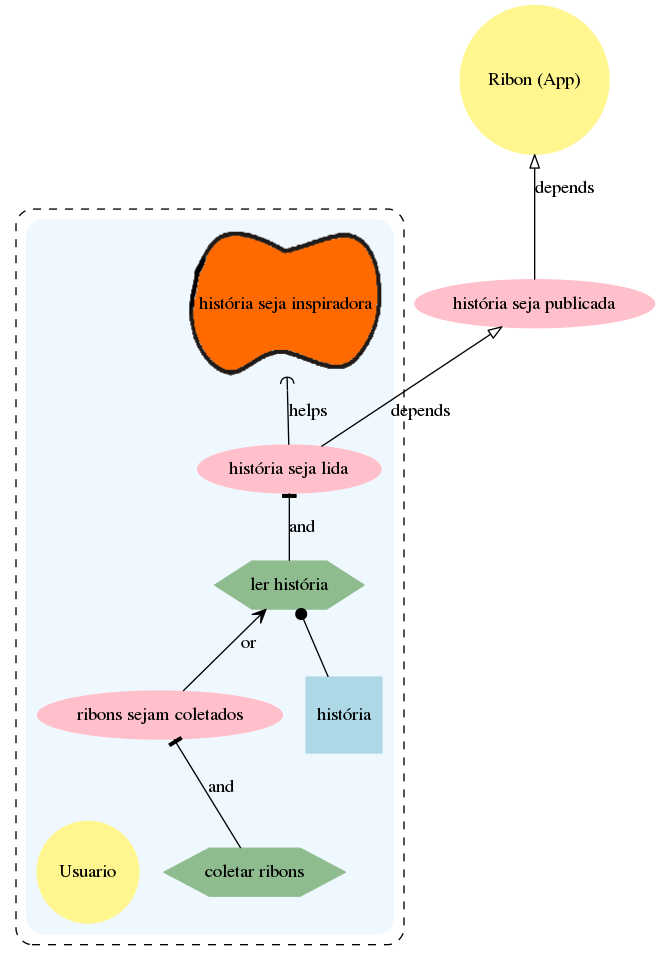 Ribon (App)
depends
história seja inspiradora
história seja publicada
helps
depends
história seja lida
and
ler história
or
ribons sejam coletados
história
and
Usuario
coletar ribons